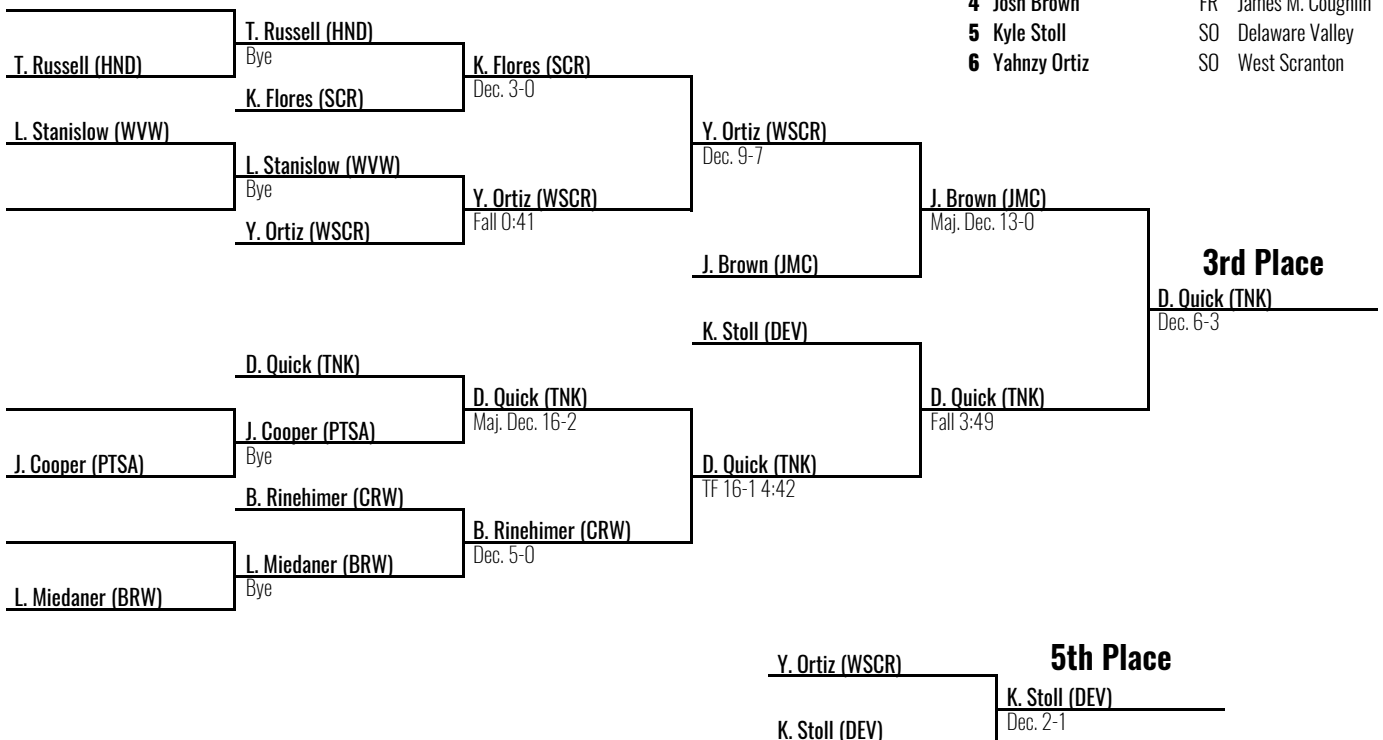 4 Josh Brown FR James M. Coughlin
5 Kyle Stoll SO Delaware Valley
6 Yahnzy Ortiz SO West Scranton
T. Russell (HND)
Bye
T. Russell (HND)
K. Flores (SCR)
Dec. 3-0
K. Flores (SCR)
L. Stanislow (WVW)
Y. Ortiz (WSCR)
Dec. 9-7
L. Stanislow (WVW)
Bye
Y. Ortiz (WSCR)
Fall 0:41
J. Brown (JMC)
Maj. Dec. 13-0
Y. Ortiz (WSCR)
J. Brown (JMC)
3rd Place
D. Quick (TNK)
Dec. 6-3
K. Stoll (DEV)
D. Quick (TNK)
D. Quick (TNK)
Maj. Dec. 16-2
D. Quick (TNK)
Fall 3:49
J. Cooper (PTSA)
Bye
J. Cooper (PTSA)
D. Quick (TNK)
TF 16-1 4:42
B. Rinehimer (CRW)
B. Rinehimer (CRW)
Dec. 5-0
L. Miedaner (BRW)
Bye
L. Miedaner (BRW)
5th Place
Y. Ortiz (WSCR)
K. Stoll (DEV)
Dec. 2-1
K. Stoll (DEV)